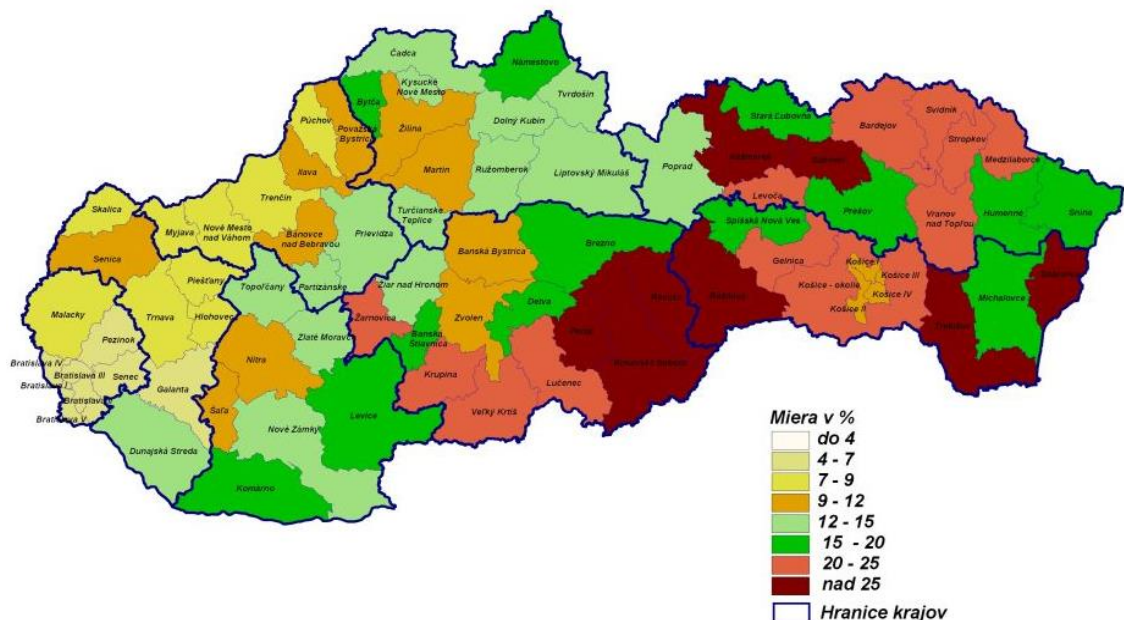 Čadca
Námestovo
Kysucké
Nové Mesto
Bytča
Tvrdošín
Púchov
Považská
Bystrica
Žilina
Dolný Kubín
Stará Ľubovňa
Bardejov
Svidník
Stropkov
Medzilaborce
Ilava
Martin
Ružomberok
Liptovský Mikuláš
Poprad
Levoča
Prešov
Vranov
nad Topľou
Humenné
Snina
Skalica
Myjava
Nové Mesto
nad Váhom
Trenčín
Bánovce
nad Bebravou
Prievidza
Turčianske
Teplice
Banská Bystrica
Brezno
Spišská Nová Ves
Gelnica
Košice I
Košice III
Košice - okolie
Košice IV
Košice II
Michalovce
Senica
Piešťany
Topoľčany
Partizánske
Žiar nad Hronom
Malacky
Trnava
Hlohovec
Žarnovica
Banská
Štiavnica
Zvolen
Detva
Pezinok
Zlaté Moravce
Nitra
Krupina
Lučenec
Bratislava IV
Bratislava III
Senec
Bratislava I
Galanta
Šaľa
Levice
Veľký Krtíš
Bratislava V
Dunajská Streda
Nové Zámky
Komárno
Miera v %
do 4
4 - 7
7 - 9
9 - 12
12 - 15
15 - 20
20 - 25
nad 25
Hranice krajov